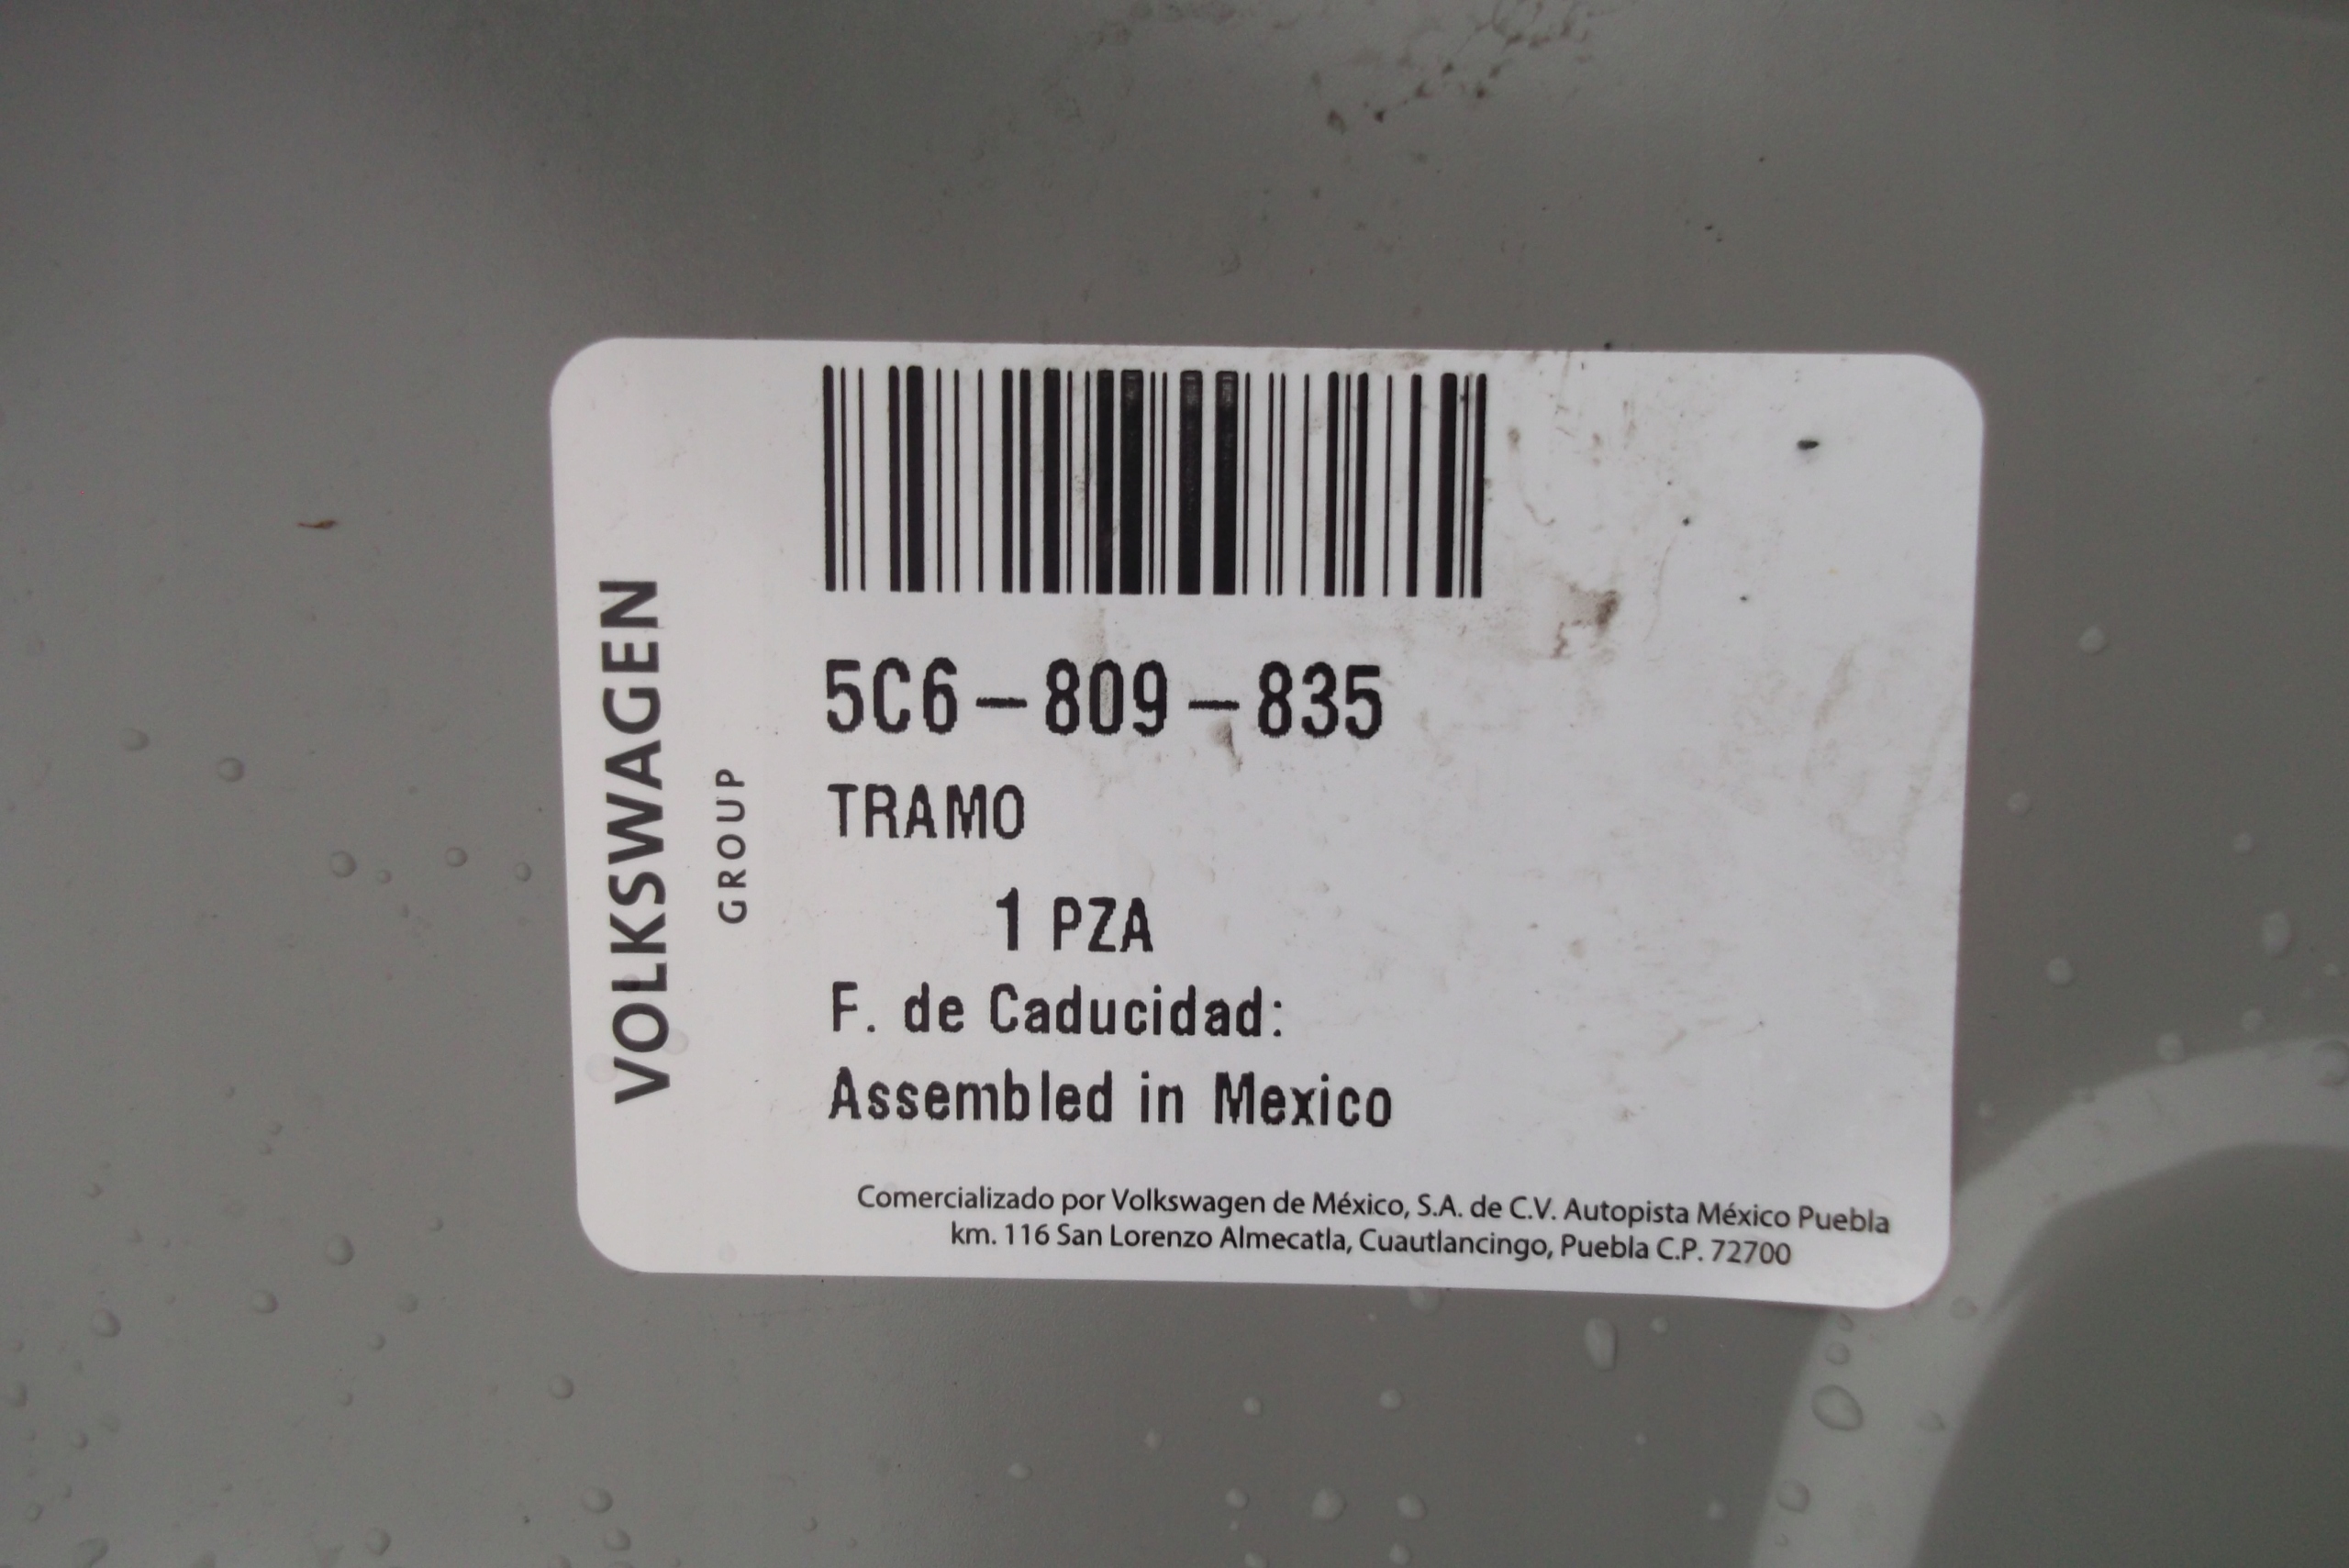 VOLKSWAGEN
GROUP
5C6-809-835
TRAMO
1 PZA
F. de Caducidad:
Assembled in Mexico
Comercializado por Volkswagen de México, S.A. de C.V. Autopista México Puebla
km. 116 San Lorenzo Almecatla, Cuautlancingo, Puebla C.P. 72700